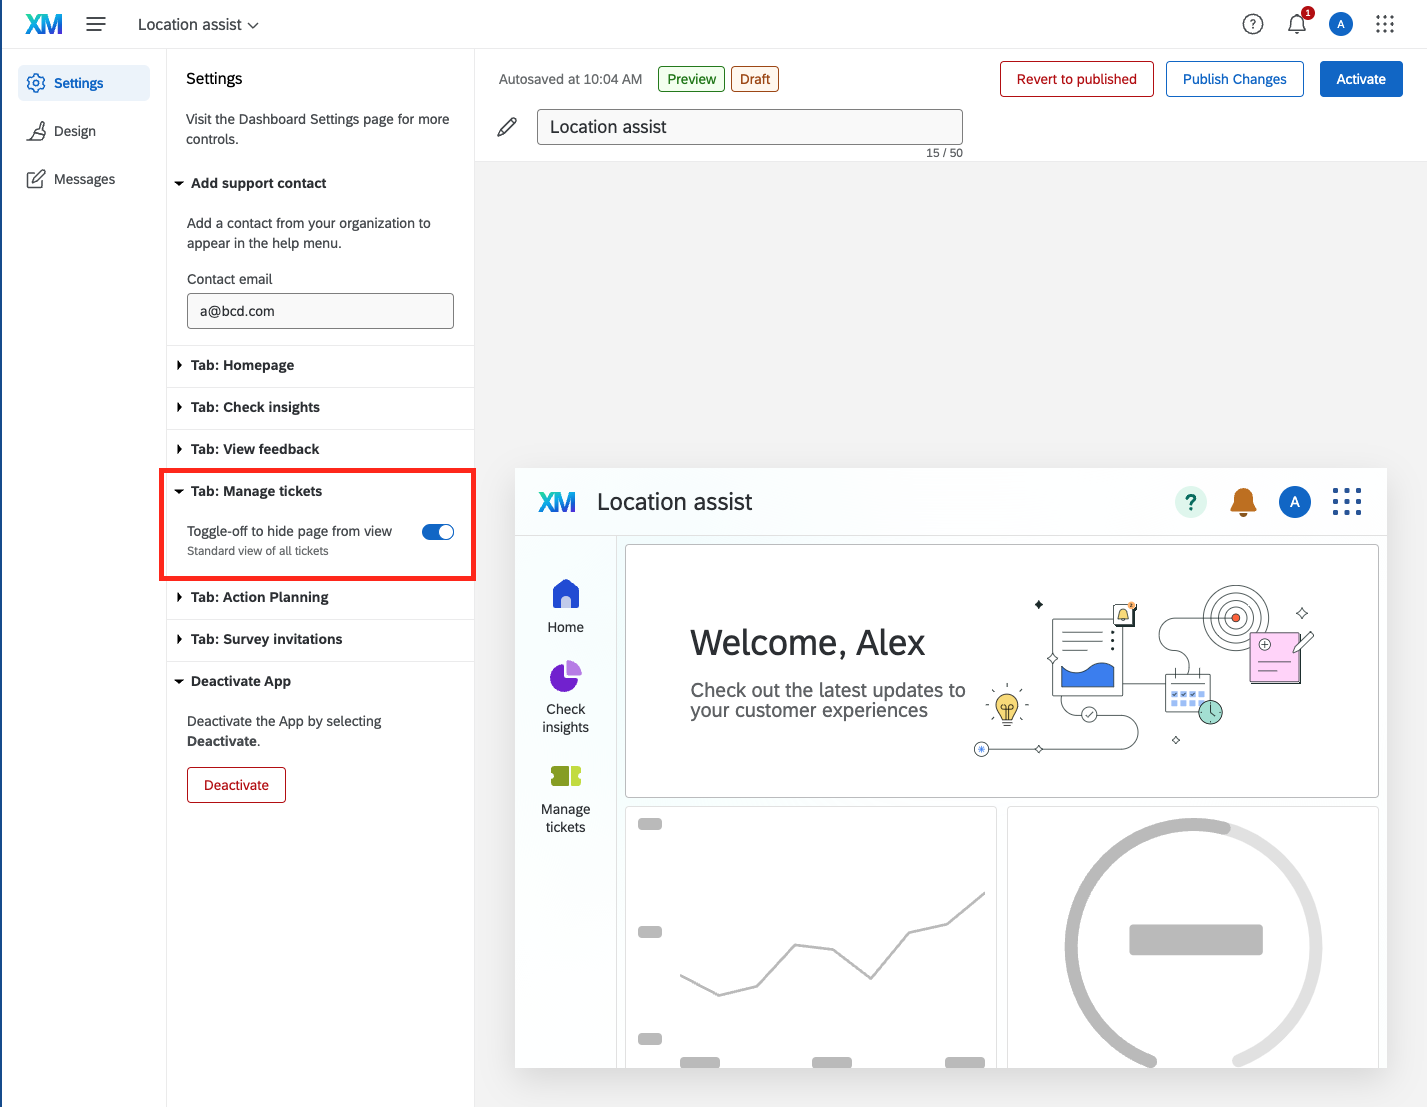 XM
Location assist
?
1
A
Settings
Design
Messages
Settings
Visit the Dashboard Settings page for more
controls.
Add support contact
Add a contact from your organization to
appear in the help menu.
Contact email
a@bcd.com
Tab: Homepage
Tab: Check insights
Tab: View feedback
Tab: Manage tickets
Toggle-off to hide page from view
Standard view of all tickets
Tab: Action Planning
Tab: Survey invitations
Deactivate App
Deactivate the App by selecting
Deactivate.
Deactivate
Autosaved at 10:04 AM
Preview
Draft
Revert to published
Publish Changes
Activate
Location assist
15 / 50
XM
Location assist
?
A
Home
Check
insights
Manage
tickets
Welcome, Alex
Check out the latest updates to
your customer experiences